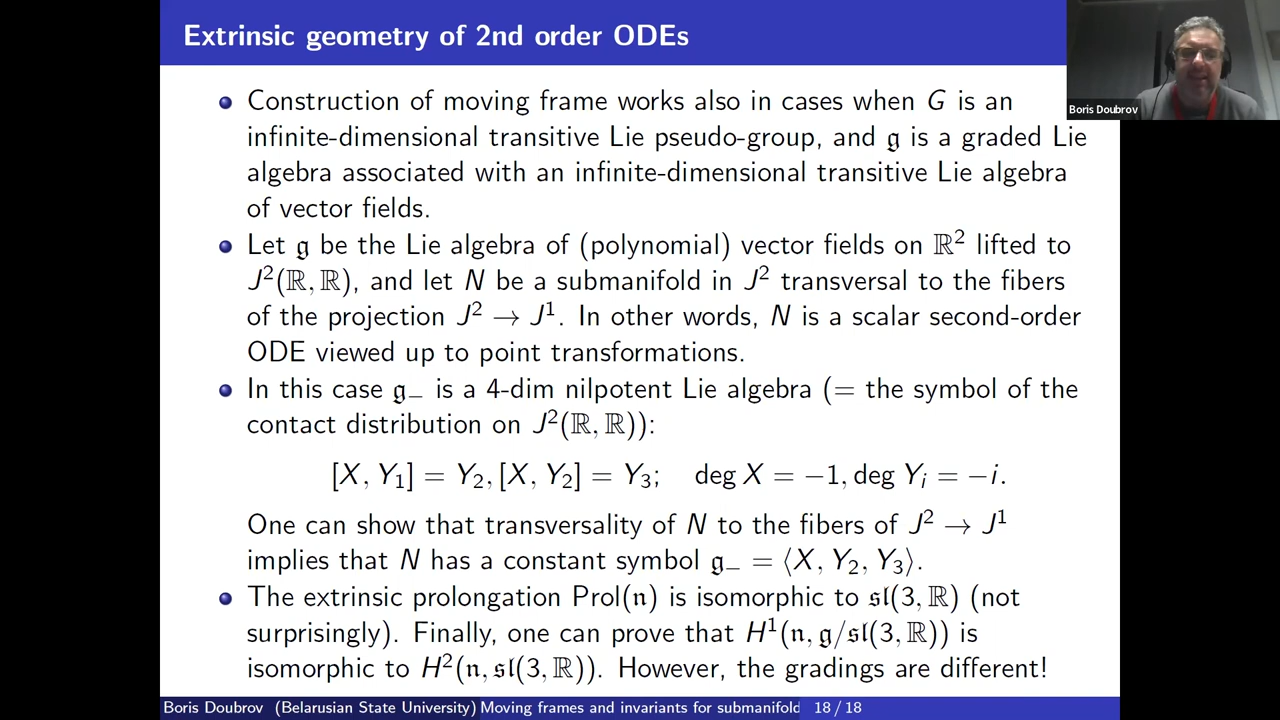 Extrinsic geometry of 2nd order ODEs
Boris Doubrov
Construction of moving frame works also in cases when G is an
infinite-dimensional transitive Lie pseudo-group, and 𝔤 is a graded Lie
algebra associated with an infinite-dimensional transitive Lie algebra
of vector fields.
Let 𝔤 be the Lie algebra of (polynomial) vector fields on ℝ² lifted to
J²(ℝ, ℝ), and let N be a submanifold in J² transversal to the fibers
of the projection J² → J¹. In other words, N is a scalar second-order
ODE viewed up to point transformations.
In this case 𝔤₋ is a 4-dim nilpotent Lie algebra (= the symbol of the
contact distribution on J²(ℝ, ℝ)):
[X, Y₁] = Y₂, [X, Y₂] = Y₃; deg X = −1, deg Yᵢ = −i.
One can show that transversality of N to the fibers of J² → J¹
implies that N has a constant symbol 𝔤₋ = ⟨X, Y₂, Y₃⟩.
The extrinsic prolongation Prol(𝔫) is isomorphic to 𝔰𝔩(3, ℝ) (not
surprisingly). Finally, one can prove that H¹(𝔫, 𝔤/𝔰𝔩(3, ℝ)) is
isomorphic to H²(𝔫, 𝔰𝔩(3, ℝ)). However, the gradings are different!
Boris Doubrov (Belarusian State University) Moving frames and invariants for submanifold 18 / 18